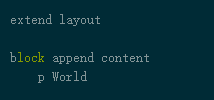 extend layout
block append content
    p World